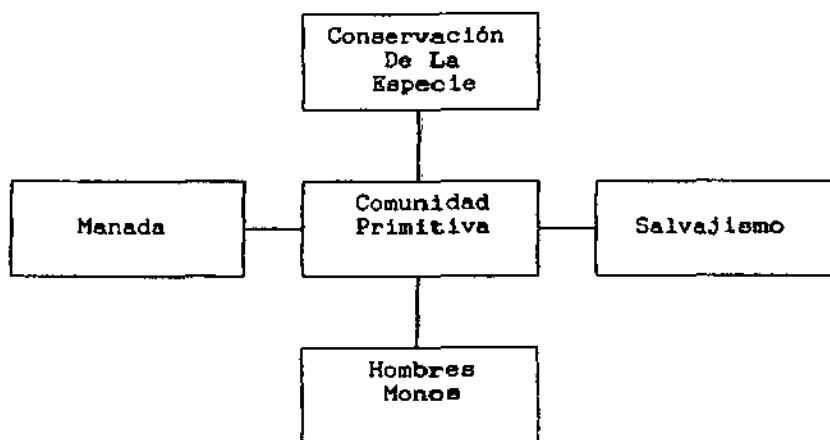 Conservación
De La
Especie
Manada
Comunidad
Primitiva
Salvajismo
Hombres
Monos